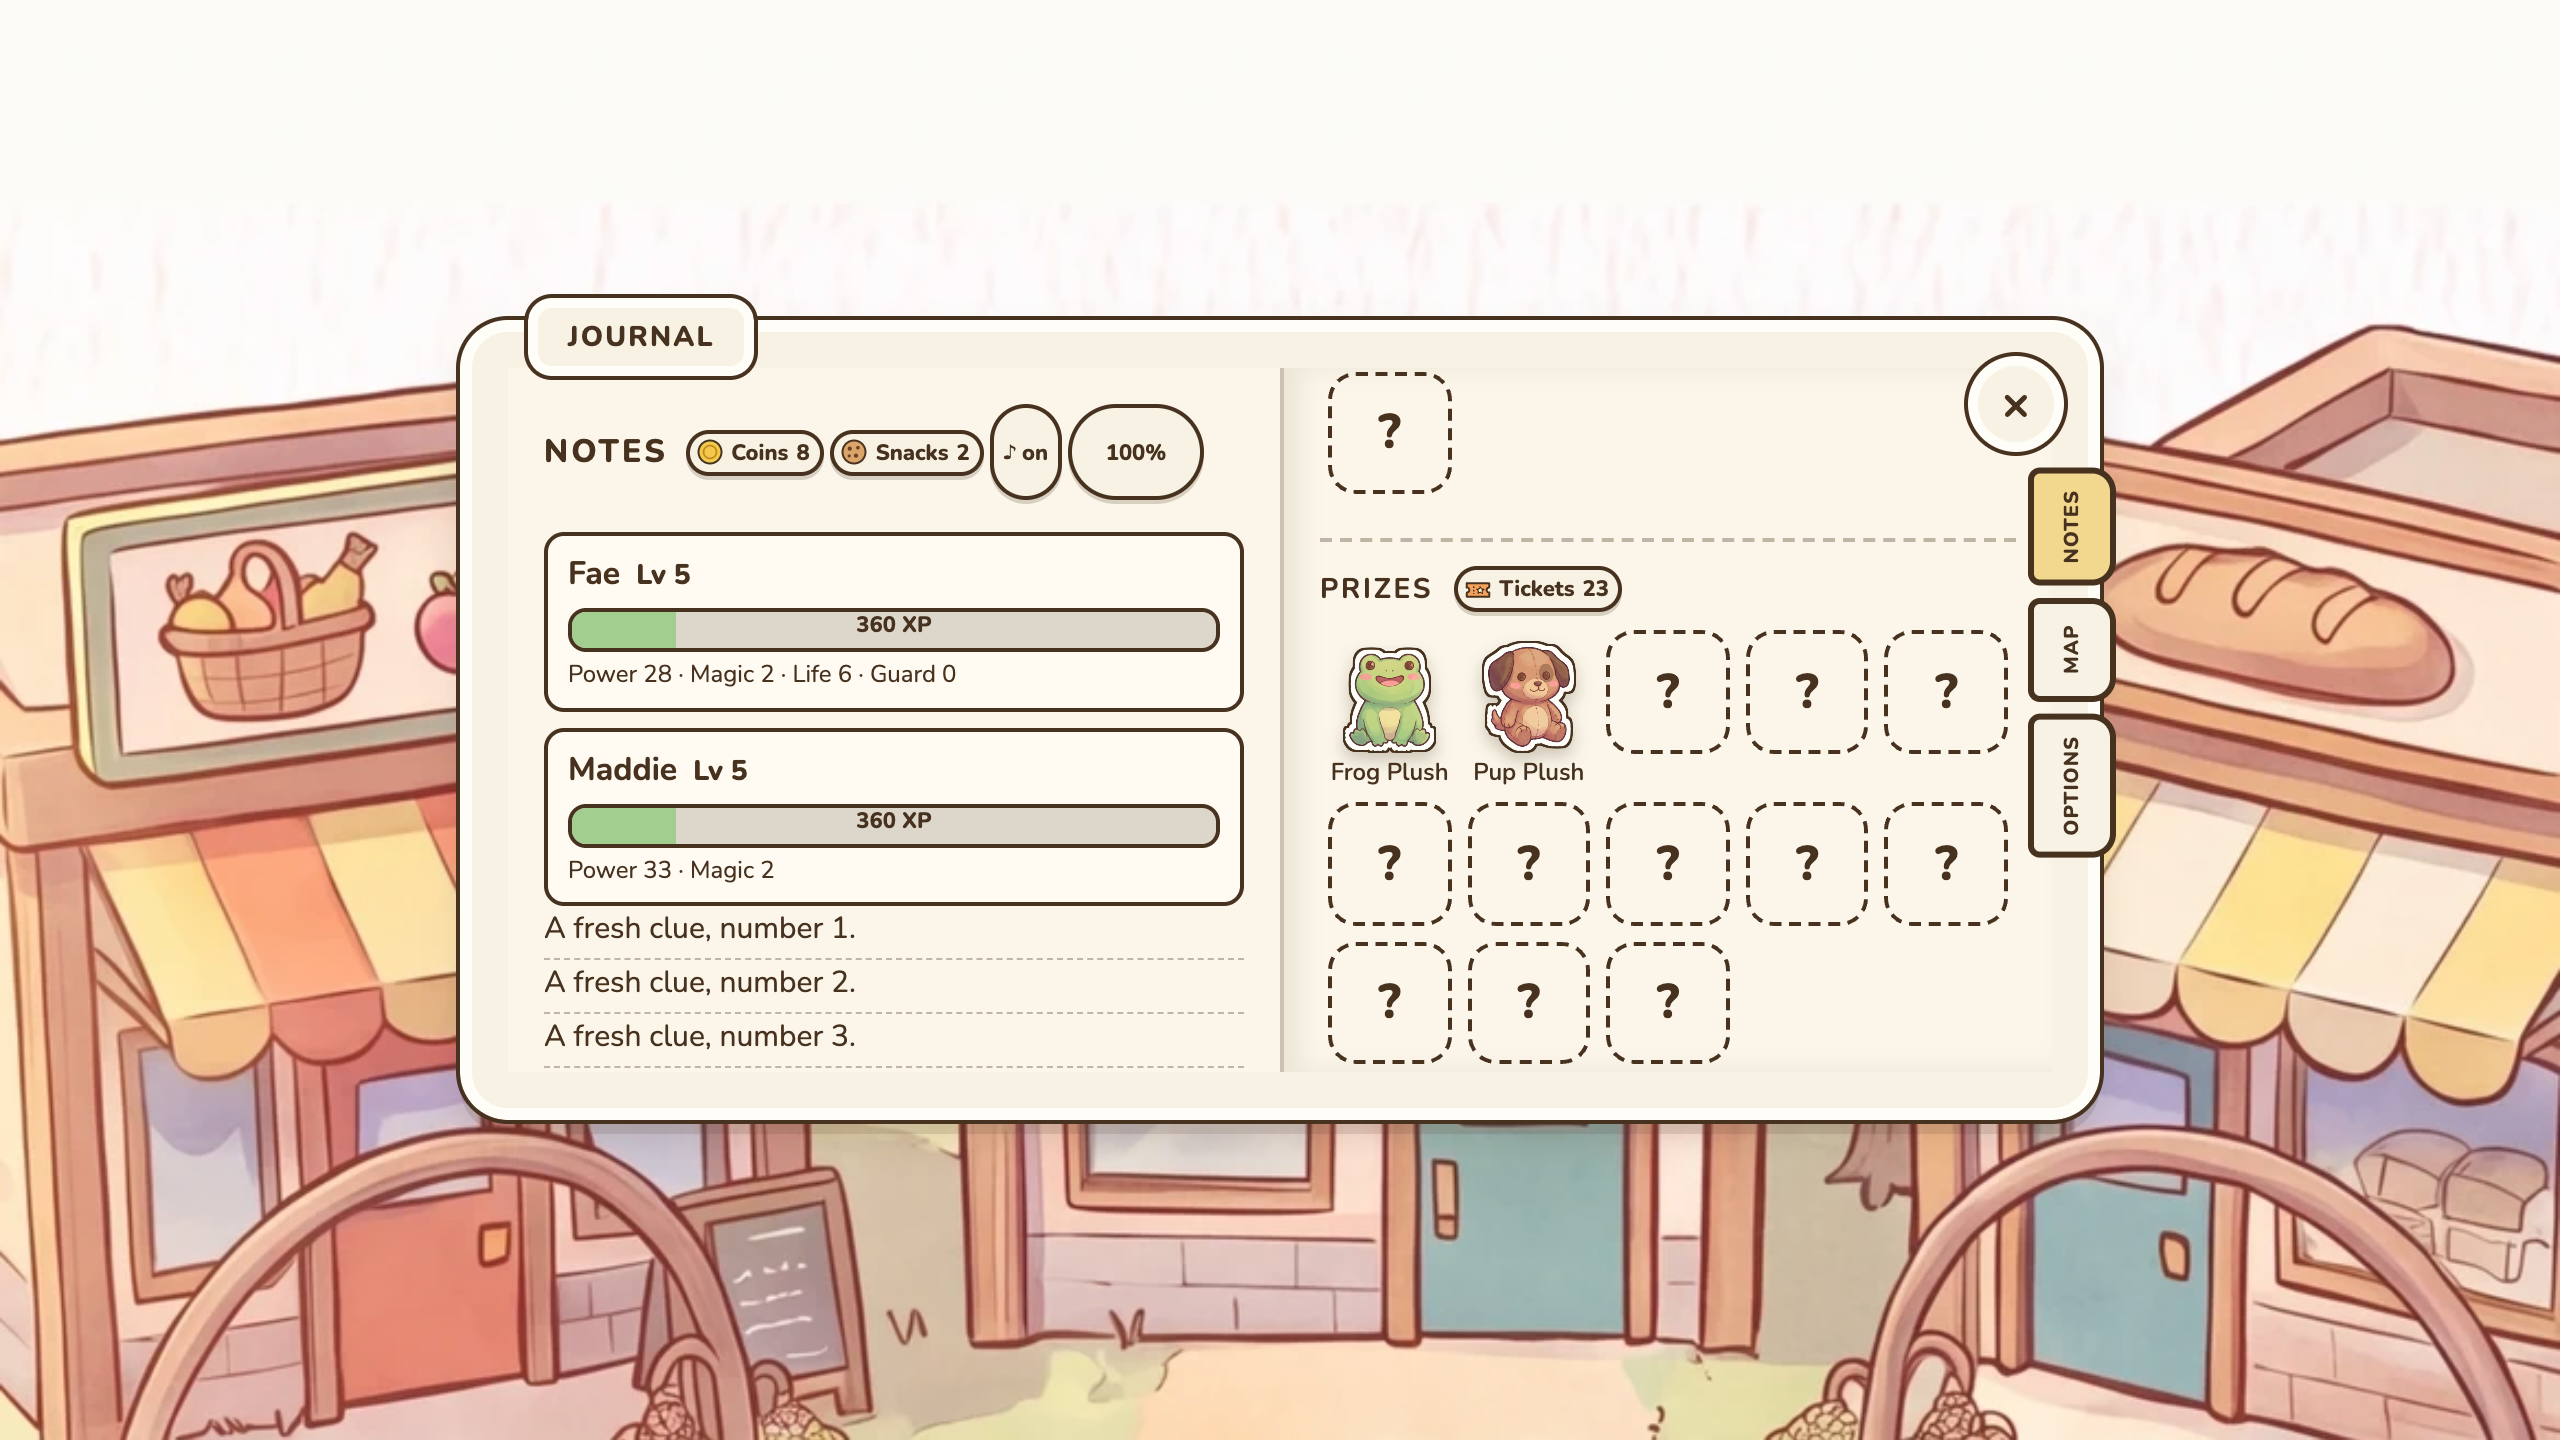 JOURNAL
NOTES Coins 8 Snacks 2 ♪ on 100%
Fae Lv 5
360 XP
Power 28 · Magic 2 · Life 6 · Guard 0
Maddie Lv 5
360 XP
Power 33 · Magic 2
A fresh clue, number 1.
A fresh clue, number 2.
A fresh clue, number 3.
?
PRIZES Tickets 23
? ? ?
Frog Plush Pup Plush
? ? ? ? ?
? ? ?
×
NOTES
MAP
OPTIONS